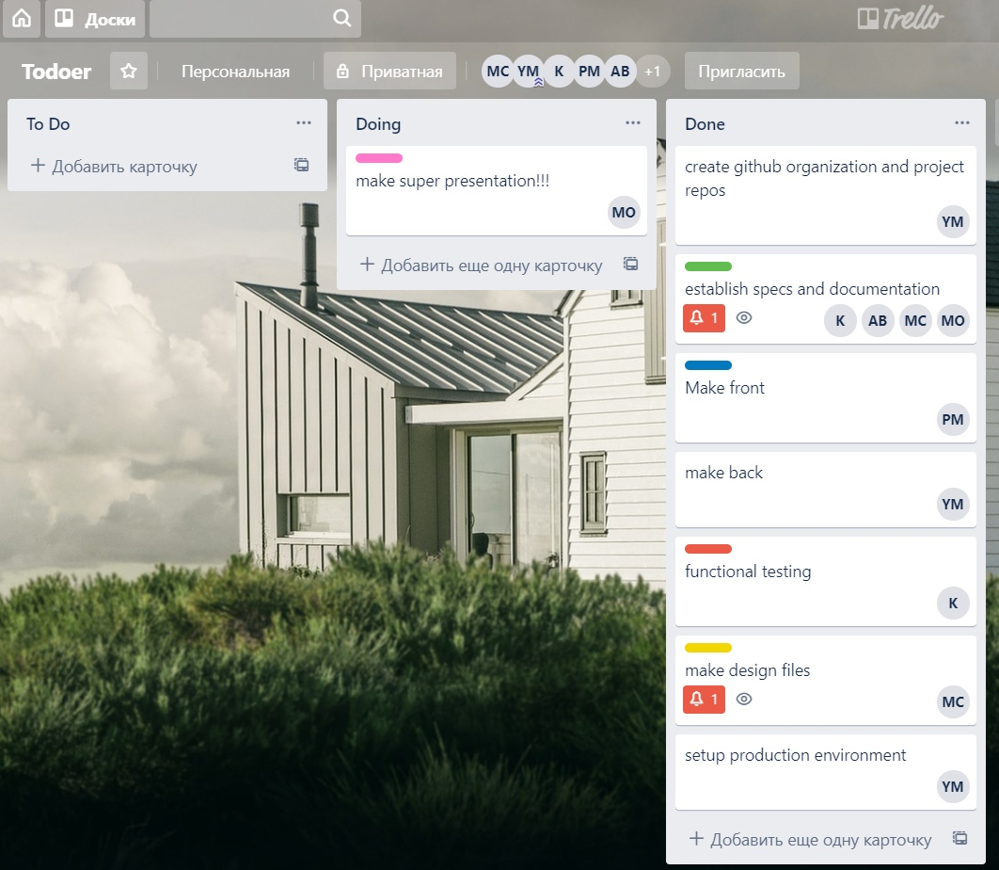 Доски
Trello
Todoer
Персональная
Приватная
MC YM K PM AB +1
Пригласить
To Do
Добавить карточку
Doing
make super presentation!!!
MO
Добавить еще одну карточку
Done
create github organization and project
repos
YM
establish specs and documentation
1
K AB MC MO
Make front
PM
make back
YM
functional testing
K
make design files
1
MC
setup production environment
YM
Добавить еще одну карточку